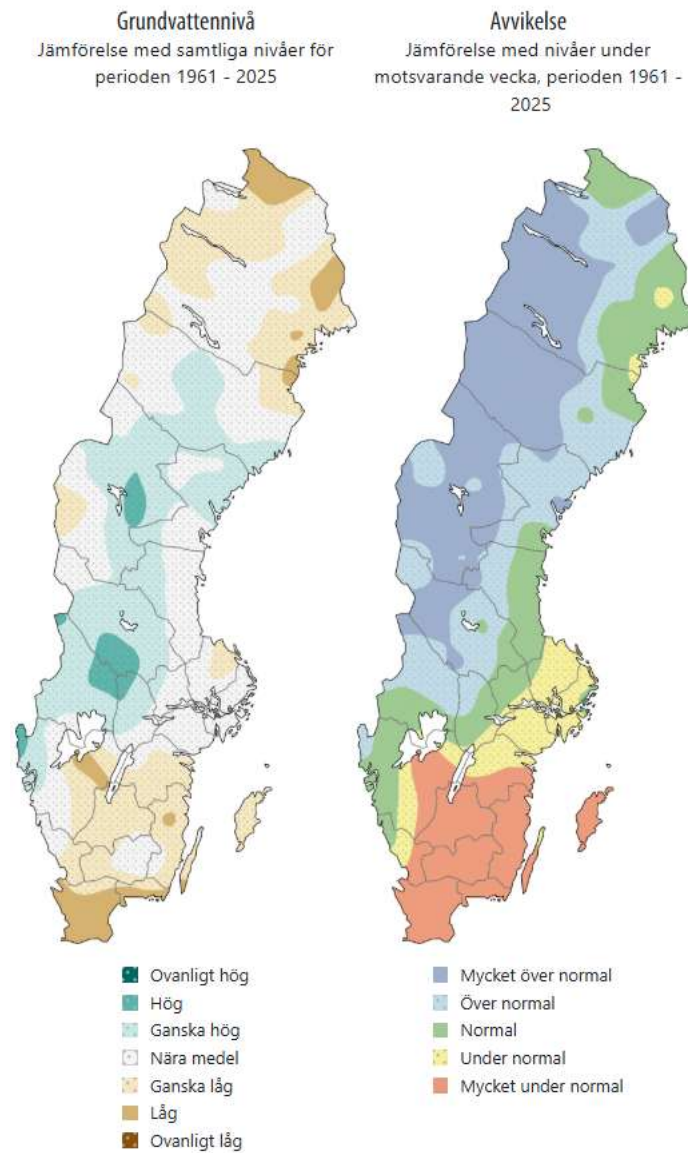 Grundvattennivå
Jämförelse med samtliga nivåer för
perioden 1961 - 2025
Avvikelse
Jämförelse med nivåer under
motsvarande vecka, perioden 1961 -
2025
Ovanligt hög
Hög
Ganska hög
Nära medel
Ganska låg
Låg
Ovanligt låg
Mycket över normal
Över normal
Normal
Under normal
Mycket under normal